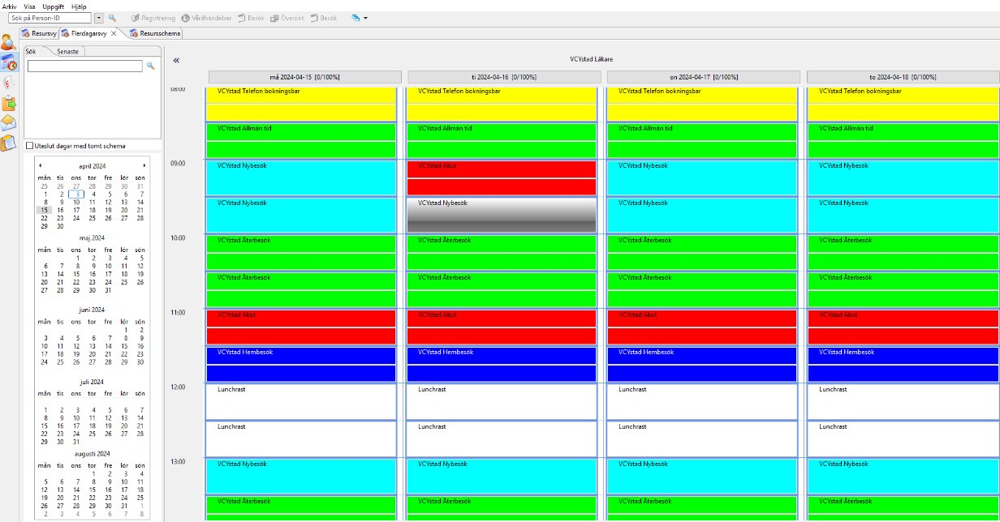 Arkiv Visa Uppgift Hjälp
Sök på Person-ID Registrering Vårdhandelser Besök Översikt Besök
Resursvy Flerdagarsvy Resursschema
Sök Senaste
VCYstad Läkare
må 2024-04-15 [0/100%] ti 2024-04-16 [0/100%] on 2024-04-17 [0/100%] to 2024-04-18 [0/100%]
08:00 VCYstad Telefon bokningsbar VCYstad Telefon bokningsbar VCYstad Telefon bokningsbar VCYstad Telefon bokningsbar
VCYstad Allmän tid VCYstad Allmän tid VCYstad Allmän tid VCYstad Allmän tid
09:00 VCYstad Nybesök VCYstad Akut VCYstad Nybesök VCYstad Nybesök
VCYstad Nybesök VCYstad Nybesök VCYstad Nybesök VCYstad Nybesök
10:00 VCYstad Återbesök VCYstad Återbesök VCYstad Återbesök VCYstad Återbesök
VCYstad Återbesök VCYstad Återbesök VCYstad Återbesök VCYstad Återbesök
11:00 VCYstad Akut VCYstad Akut VCYstad Akut VCYstad Akut
VCYstad Hembesök VCYstad Hembesök VCYstad Hembesök VCYstad Hembesök
12:00 Lunchrast Lunchrast Lunchrast Lunchrast
Lunchrast Lunchrast Lunchrast Lunchrast
13:00 VCYstad Nybesök VCYstad Nybesök VCYstad Nybesök VCYstad Nybesök
VCYstad Återbesök VCYstad Återbesök VCYstad Återbesök VCYstad Återbesök
Uteslut dagar med tomt schema
april 2024
mån tis ons tor fre lör sön
25 26 27 28 29 30 31
1 2 3 4 5 6 7
8 9 10 11 12 13 14
15 16 17 18 19 20 21
22 23 24 25 26 27 28
29 30
maj 2024
mån tis ons tor fre lör sön
1 2 3 4 5
6 7 8 9 10 11 12
13 14 15 16 17 18 19
20 21 22 23 24 25 26
27 28 29 30 31
juni 2024
mån tis ons tor fre lör sön
1 2
3 4 5 6 7 8 9
10 11 12 13 14 15 16
17 18 19 20 21 22 23
24 25 26 27 28 29 30
juli 2024
mån tis ons tor fre lör sön
1 2 3 4 5 6 7
8 9 10 11 12 13 14
15 16 17 18 19 20 21
22 23 24 25 26 27 28
29 30 31
augusti 2024
mån tis ons tor fre lör sön
1 2 3 4
5 6 7 8 9 10 11
12 13 14 15 16 17 18
19 20 21 22 23 24 25
26 27 28 29 30 31 1
2 3 4 5 6 7 8